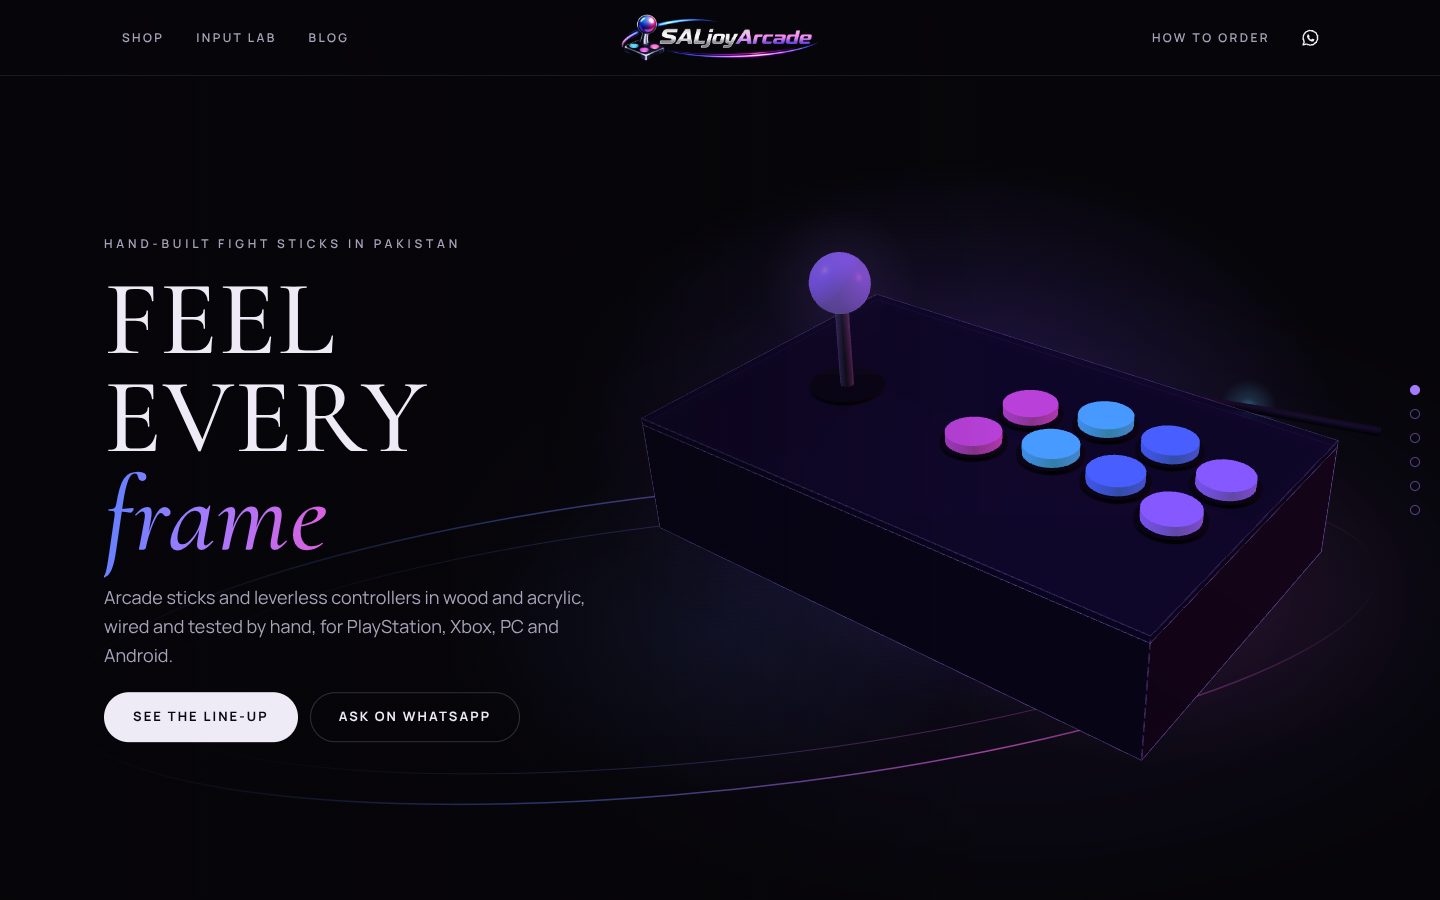 SHOP INPUT LAB BLOG SALjoyArcade HOW TO ORDER
HAND-BUILT FIGHT STICKS IN PAKISTAN
FEEL
EVERY
frame
Arcade sticks and leverless controllers in wood and acrylic,
wired and tested by hand, for PlayStation, Xbox, PC and
Android.
SEE THE LINE-UP ASK ON WHATSAPP